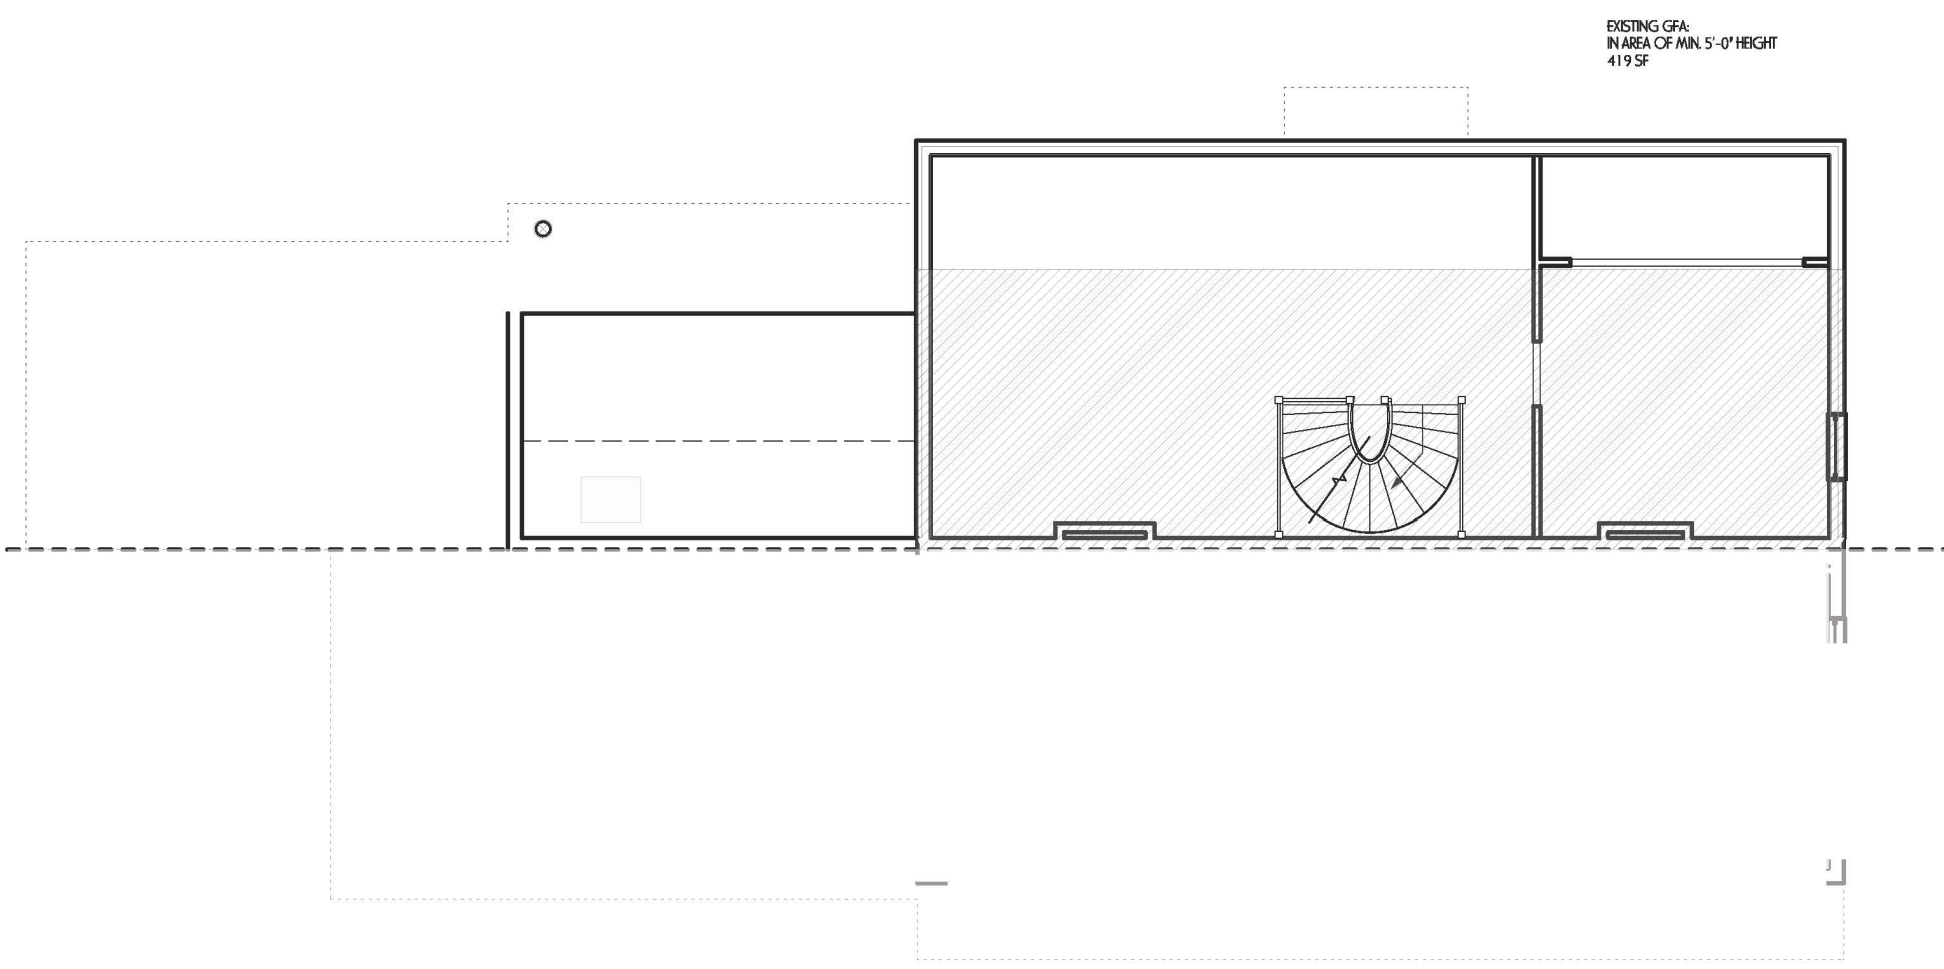 EXISTING GFA:
IN AREA OF MIN. 5'-0" HEIGHT
419 SF